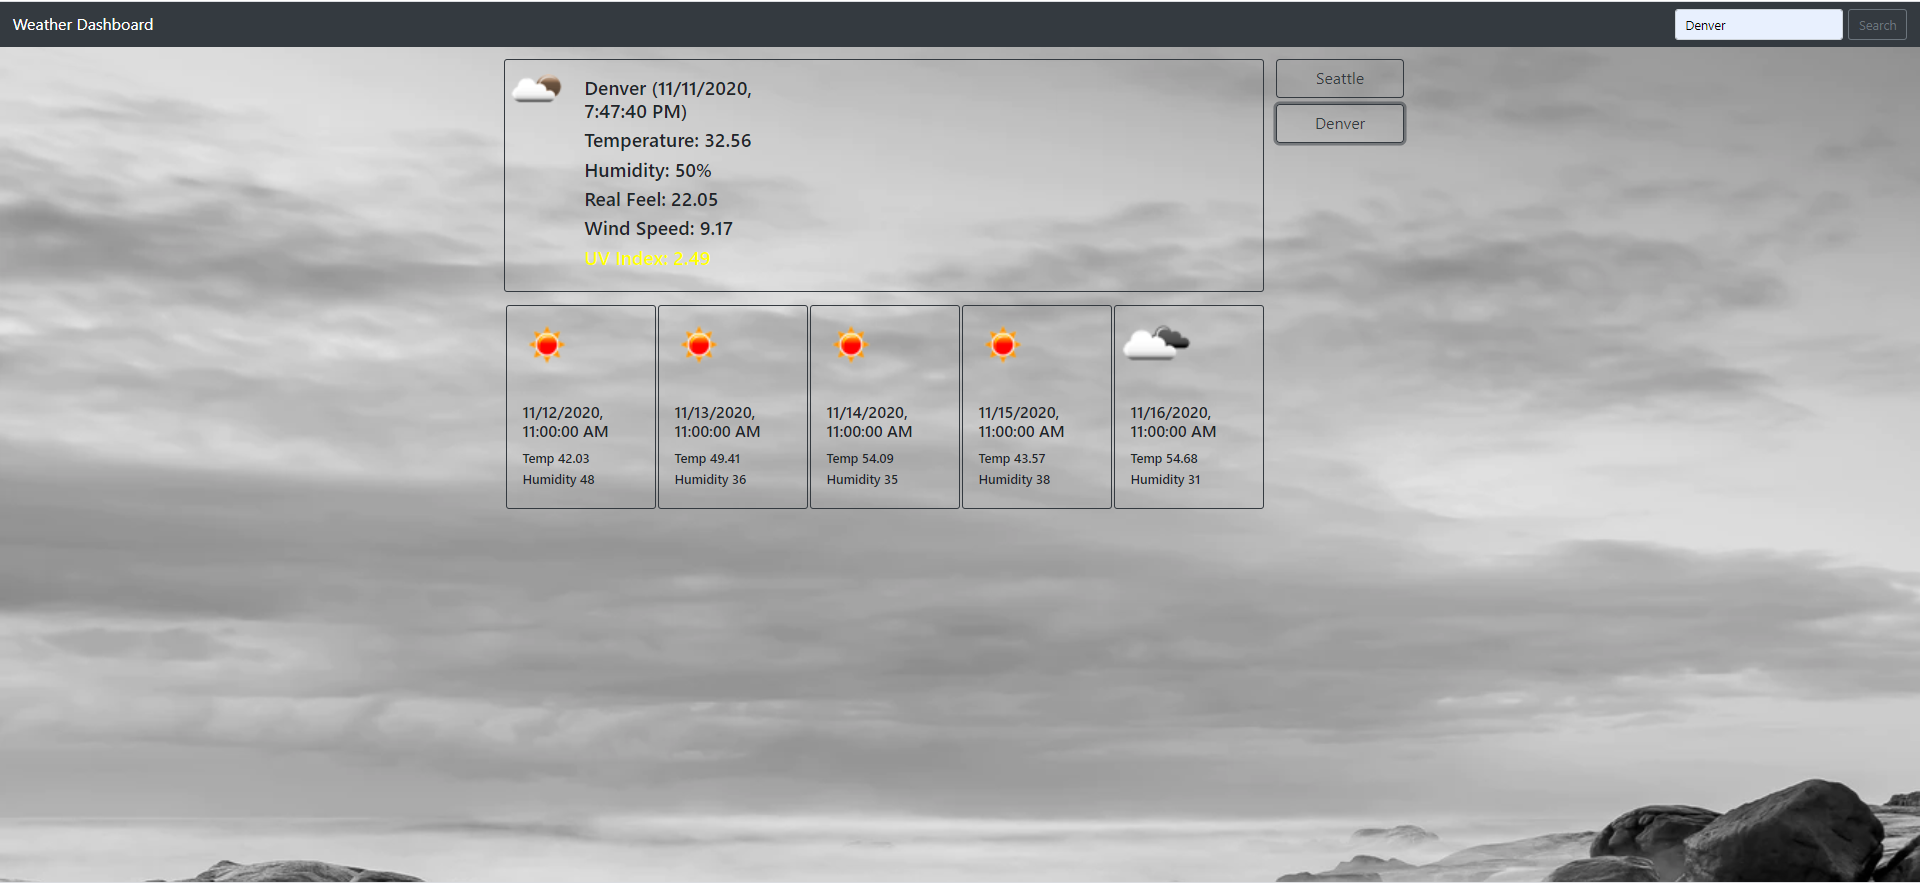 Weather Dashboard
Denver
Search
Denver (11/11/2020,
7:47:40 PM)
Temperature: 32.56
Humidity: 50%
Real Feel: 22.05
Wind Speed: 9.17
UV Index: 2.49
Seattle
Denver
11/12/2020,
11:00:00 AM
Temp 42.03
Humidity 48
11/13/2020,
11:00:00 AM
Temp 49.41
Humidity 36
11/14/2020,
11:00:00 AM
Temp 54.09
Humidity 35
11/15/2020,
11:00:00 AM
Temp 43.57
Humidity 38
11/16/2020,
11:00:00 AM
Temp 54.68
Humidity 31